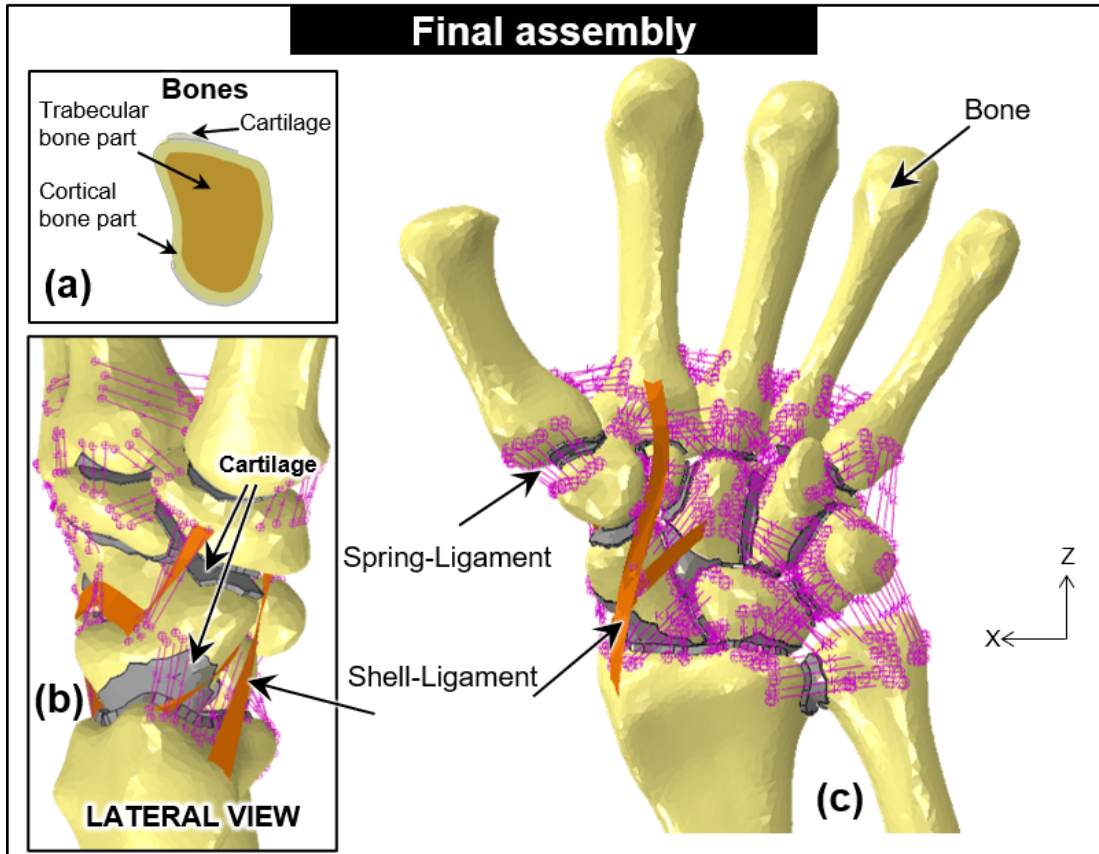 Final assembly
Bones
Trabecular
bone part
Cartilage
Cortical
bone part
(a)
Cartilage
(b)
LATERAL VIEW
Bone
Spring-Ligament
Shell-Ligament
(c)
Z
X